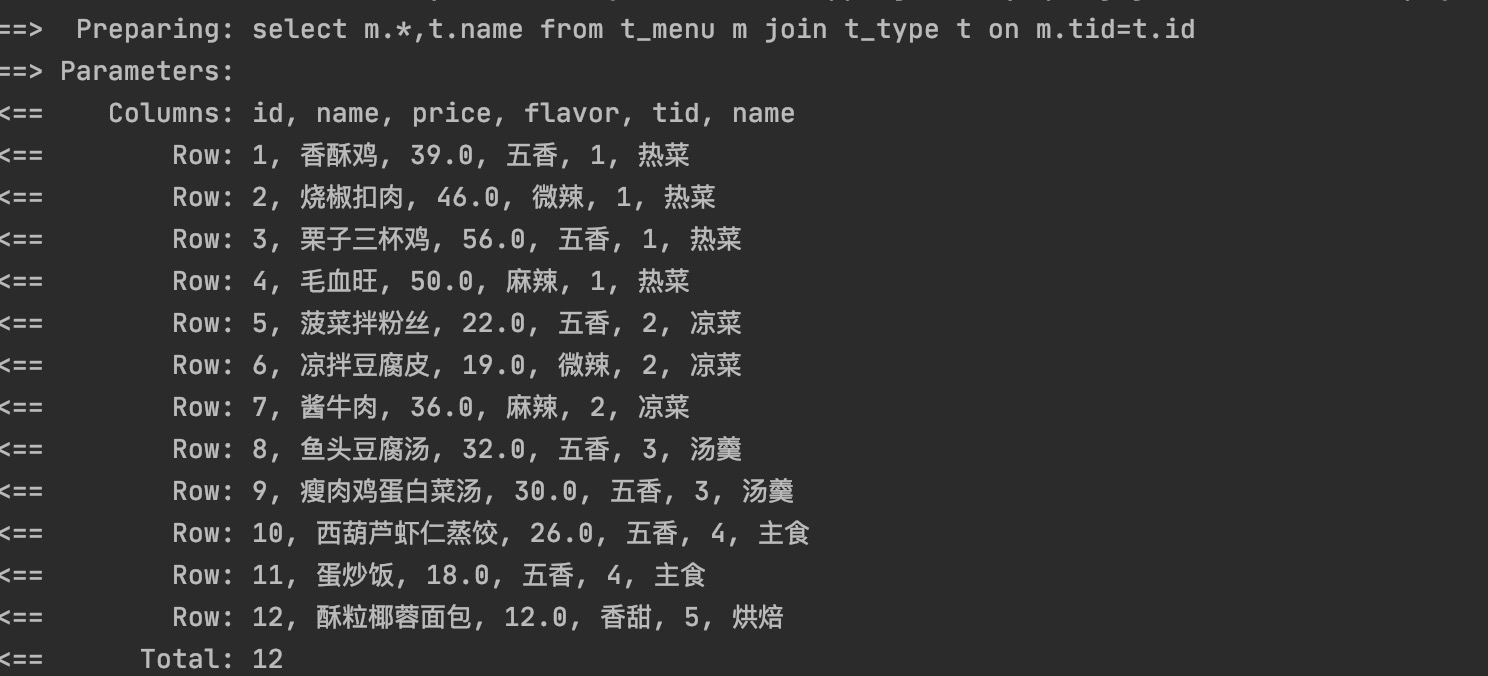 ==>  Preparing: select m.*,t.name from t_menu m join t_type t on m.tid=t.id
==> Parameters:
<==    Columns: id, name, price, flavor, tid, name
<==        Row: 1, 香酥鸡, 39.0, 五香, 1, 热菜
<==        Row: 2, 烧椒扣肉, 46.0, 微辣, 1, 热菜
<==        Row: 3, 栗子三杯鸡, 56.0, 五香, 1, 热菜
<==        Row: 4, 毛血旺, 50.0, 麻辣, 1, 热菜
<==        Row: 5, 菠菜拌粉丝, 22.0, 五香, 2, 凉菜
<==        Row: 6, 凉拌豆腐皮, 19.0, 微辣, 2, 凉菜
<==        Row: 7, 酱牛肉, 36.0, 麻辣, 2, 凉菜
<==        Row: 8, 鱼头豆腐汤, 32.0, 五香, 3, 汤羹
<==        Row: 9, 瘦肉鸡蛋白菜汤, 30.0, 五香, 3, 汤羹
<==        Row: 10, 西葫芦虾仁蒸饺, 26.0, 五香, 4, 主食
<==        Row: 11, 蛋炒饭, 18.0, 五香, 4, 主食
<==        Row: 12, 酥粒椰蓉面包, 12.0, 香甜, 5, 烘焙
<==      Total: 12